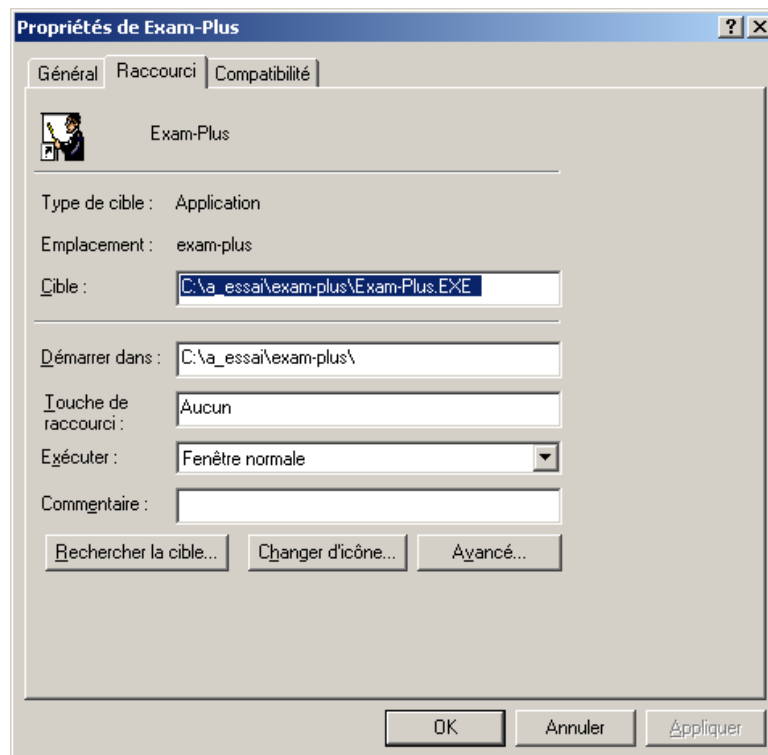 Propriétés de Exam-Plus
Général Raccourci Compatibilité
Exam-Plus
Type de cible : Application
Emplacement : exam-plus
Cible : C:\a_essai\exam-plus\Exam-Plus.EXE
Démarrer dans : C:\a_essai\exam-plus\
Touche de
raccourci : Aucun
Exécuter : Fenêtre normale
Commentaire :
Rechercher la cible... Changer d'icône... Avancé...
OK Annuler Appliquer